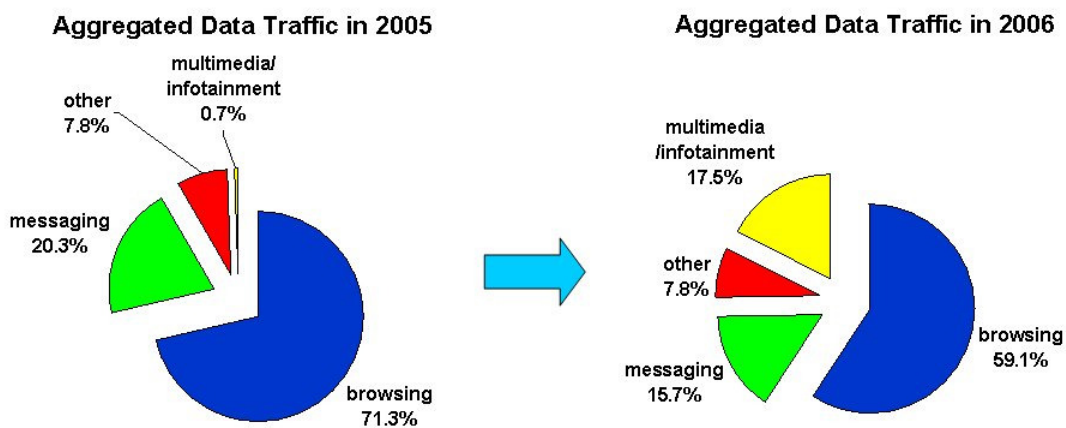 Aggregated Data Traffic in 2005
multimedia/
infotainment
0.7%
other
7.8%
messaging
20.3%
browsing
71.3%
Aggregated Data Traffic in 2006
multimedia
/infotainment
17.5%
other
7.8%
messaging
15.7%
browsing
59.1%